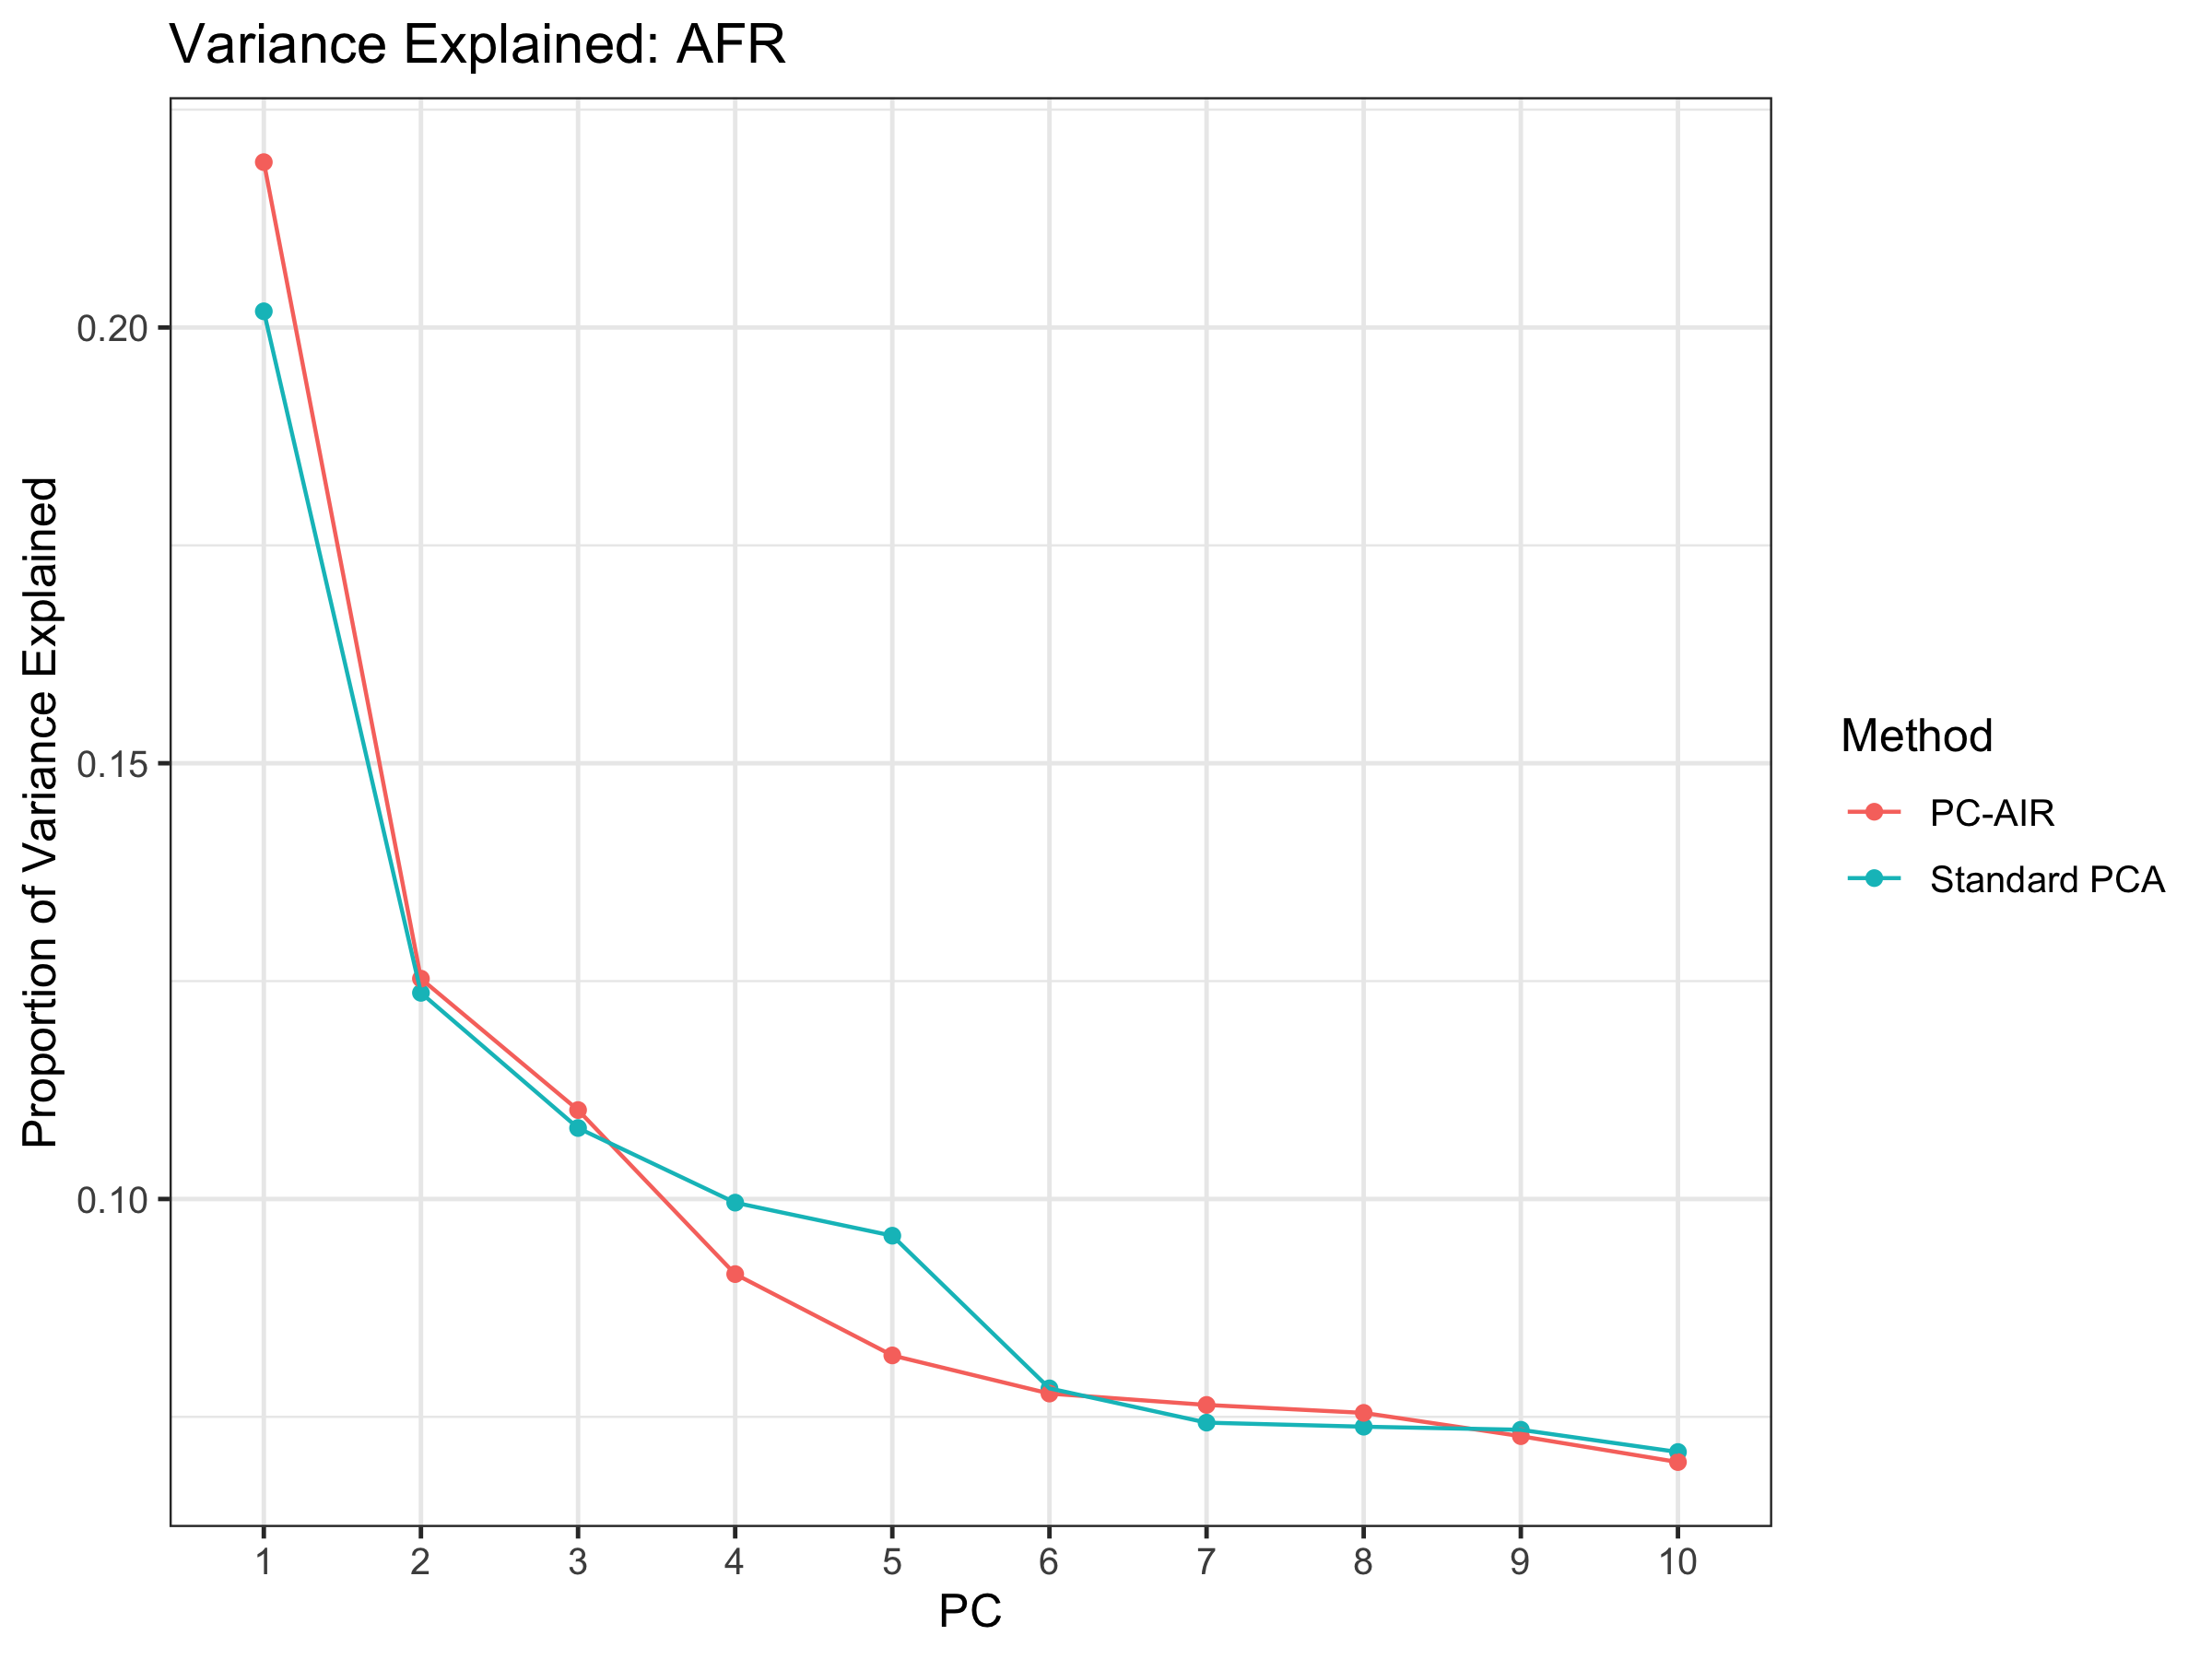 Variance Explained: AFR
Proportion of Variance Explained
0.20
0.15
0.10
1 2 3 4 5 6 7 8 9 10
PC
Method
PC-AIR
Standard PCA